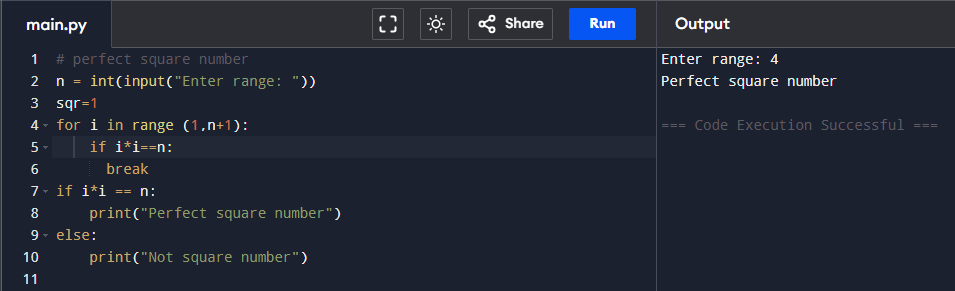 main.py Share Run Output
1 # perfect square number
2 n = int(input("Enter range: "))
3 sqr=1
4 for i in range (1,n+1):
5 if i*i==n:
6 break
7 if i*i == n:
8 print("Perfect square number")
9 else:
10 print("Not square number")
11
Enter range: 4
Perfect square number
=== Code Execution Successful ===